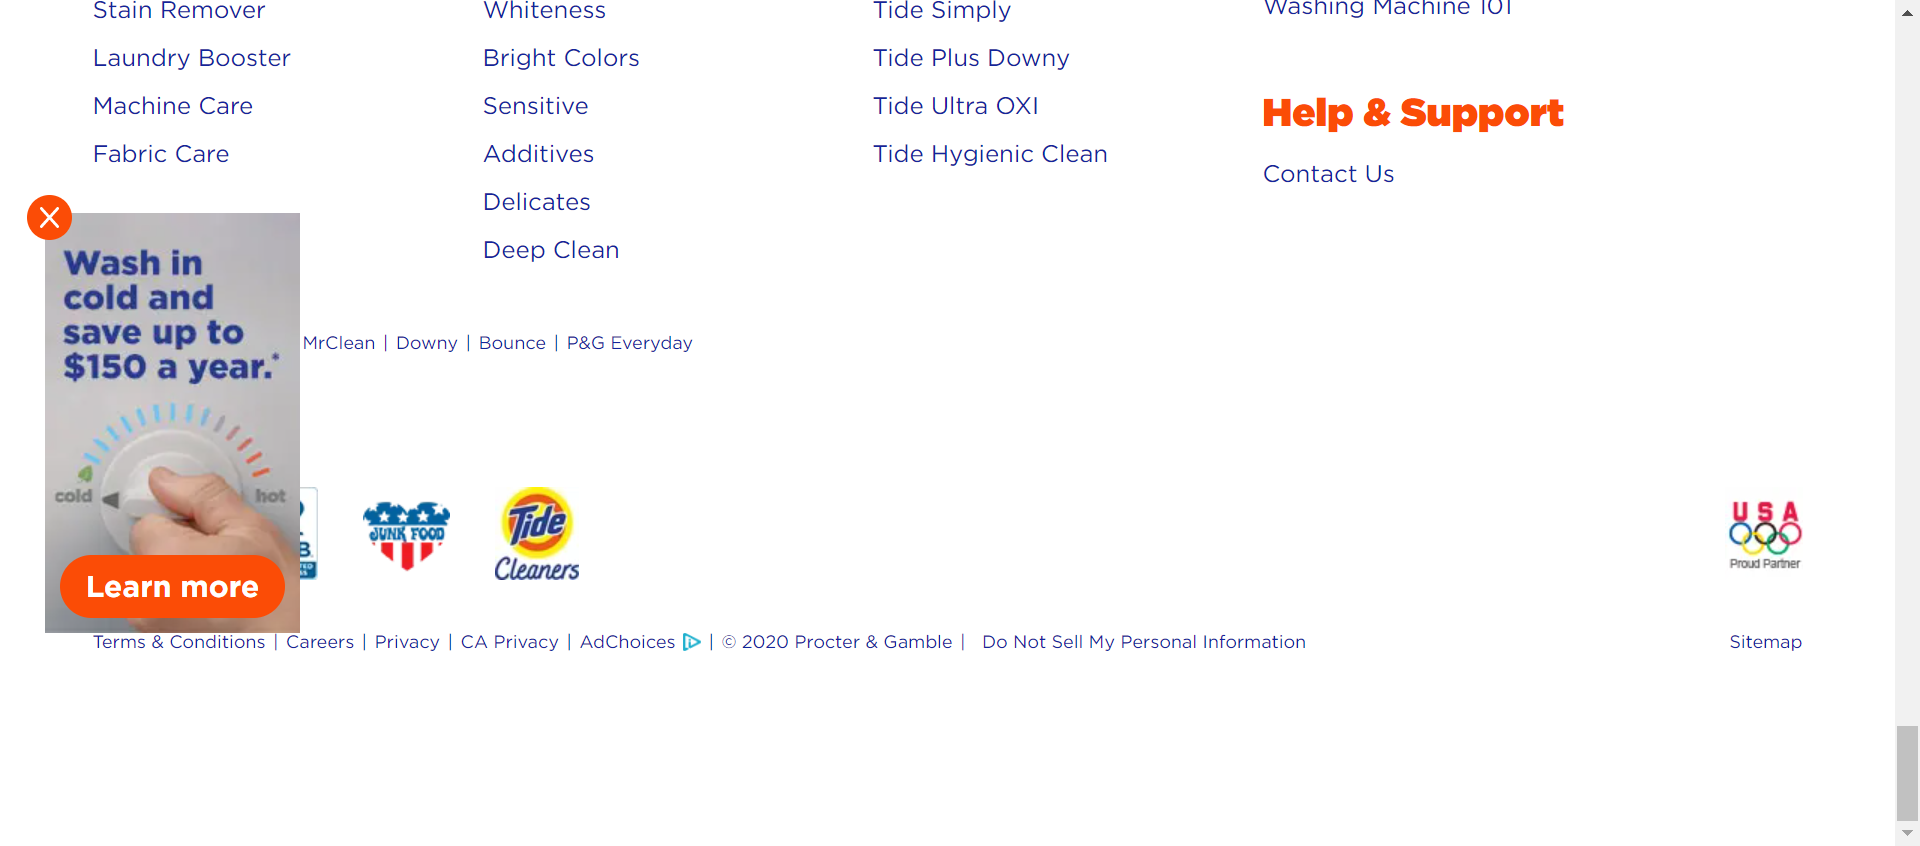 Stain Remover
Laundry Booster
Machine Care
Fabric Care
Whiteness
Bright Colors
Sensitive
Additives
Delicates
Deep Clean
Tide Simply
Tide Plus Downy
Tide Ultra OXI
Tide Hygienic Clean
Washing Machine 101
Help & Support
Contact Us
Wash in
cold and
save up to
$150 a year.*
cold
hot
Learn more
MrClean | Downy | Bounce | P&G Everyday
JUNK FOOD
Tide
Cleaners
USA
Proud Partner
Terms & Conditions | Careers | Privacy | CA Privacy | AdChoices | © 2020 Procter & Gamble | Do Not Sell My Personal Information
Sitemap